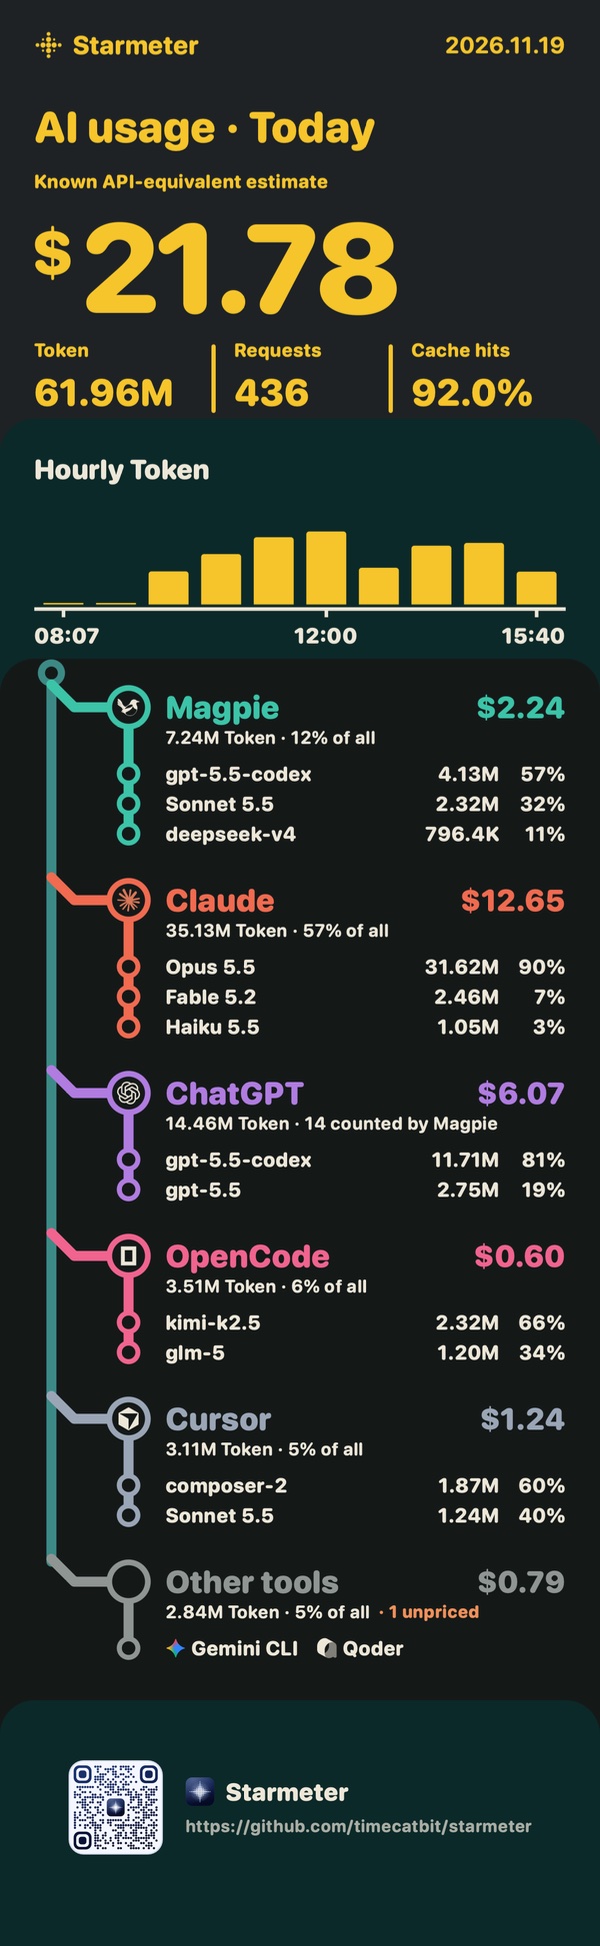 Starmeter 2026.11.19
AI usage · Today
Known API-equivalent estimate
$21.78
Token Requests Cache hits
61.96M 436 92.0%
Hourly Token
08:07 12:00 15:40
Magpie $2.24
7.24M Token · 12% of all
gpt-5.5-codex 4.13M 57%
Sonnet 5.5 2.32M 32%
deepseek-v4 796.4K 11%
Claude $12.65
35.13M Token · 57% of all
Opus 5.5 31.62M 90%
Fable 5.2 2.46M 7%
Haiku 5.5 1.05M 3%
ChatGPT $6.07
14.46M Token · 14 counted by Magpie
gpt-5.5-codex 11.71M 81%
gpt-5.5 2.75M 19%
OpenCode $0.60
3.51M Token · 6% of all
kimi-k2.5 2.32M 66%
glm-5 1.20M 34%
Cursor $1.24
3.11M Token · 5% of all
composer-2 1.87M 60%
Sonnet 5.5 1.24M 40%
Other tools $0.79
2.84M Token · 5% of all · 1 unpriced
Gemini CLI Qoder
Starmeter
https://github.com/timecatbit/starmeter